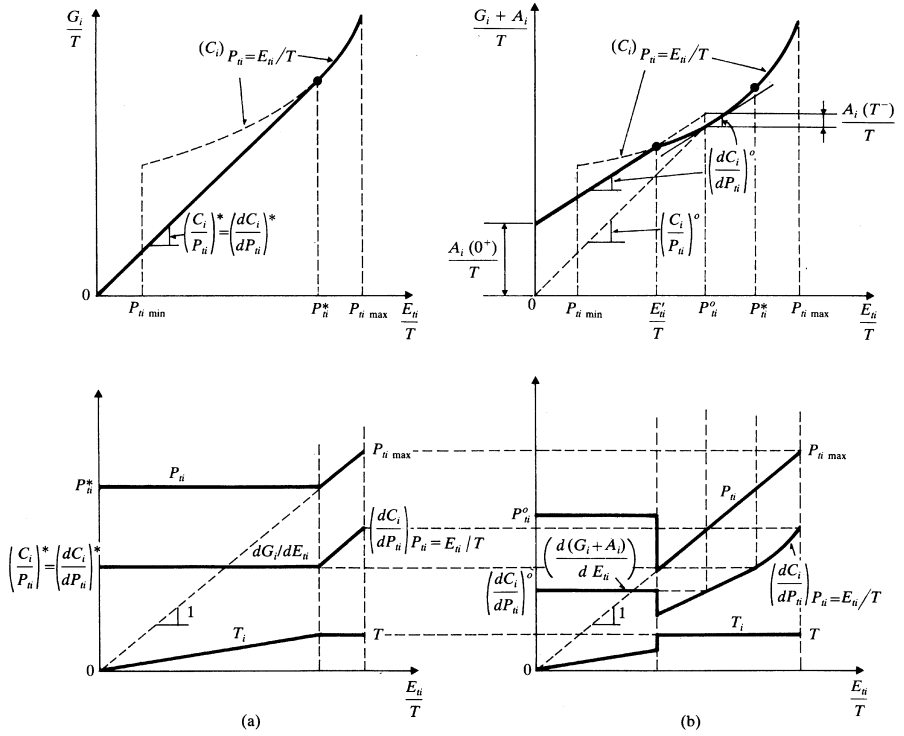 G_i/T
(C_i) P_ti = E_ti/T
(C_i/P_ti)* = (dC_i/dP_ti)*
0
P_ti min
P*_ti
P_ti max
E_ti/T
G_i + A_i/T
(C_i) P_ti = E_ti/T
A_i (T⁻)/T
(dC_i/dP_ti)^o
(C_i/P_ti)^o
A_i (0⁺)/T
0
P_ti min
E'_ti/T
P^o_ti
P*_ti
P_ti max
E_ti/T
P*_ti
P_ti
P_ti max
(C_i/P_ti)* = (dC_i/dP_ti)*
dG_i/dE_ti
(dC_i/dP_ti) P_ti = E_ti/T
1
T_i
T
0
E_ti/T
(a)
P_ti max
P_ti
P^o_ti
(d (G_i + A_i)/d E_ti)
(dC_i/dP_ti)^o
(dC_i/dP_ti) P_ti = E_ti/T
1
T_i
T
0
E_ti/T
(b)